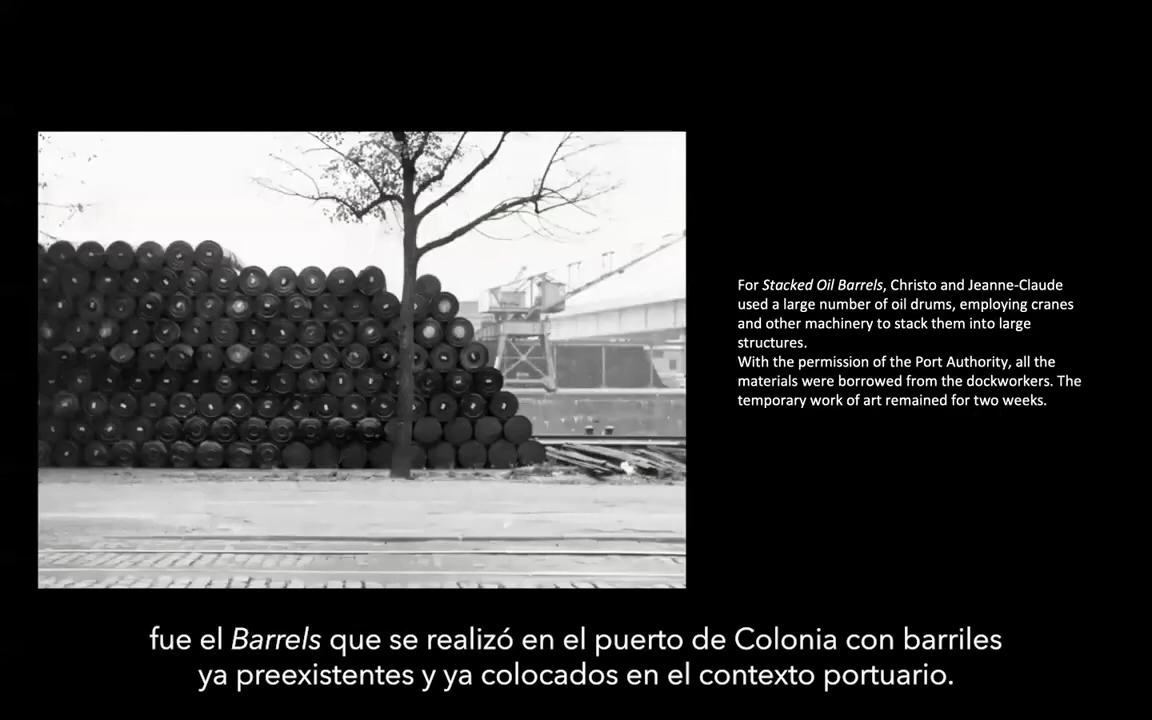 For Stacked Oil Barrels, Christo and Jeanne-Claude
used a large number of oil drums, employing cranes
and other machinery to stack them into large
structures.
With the permission of the Port Authority, all the
materials were borrowed from the dockworkers. The
temporary work of art remained for two weeks.
fue el Barrels que se realizó en el puerto de Colonia con barriles
ya preexistentes y ya colocados en el contexto portuario.